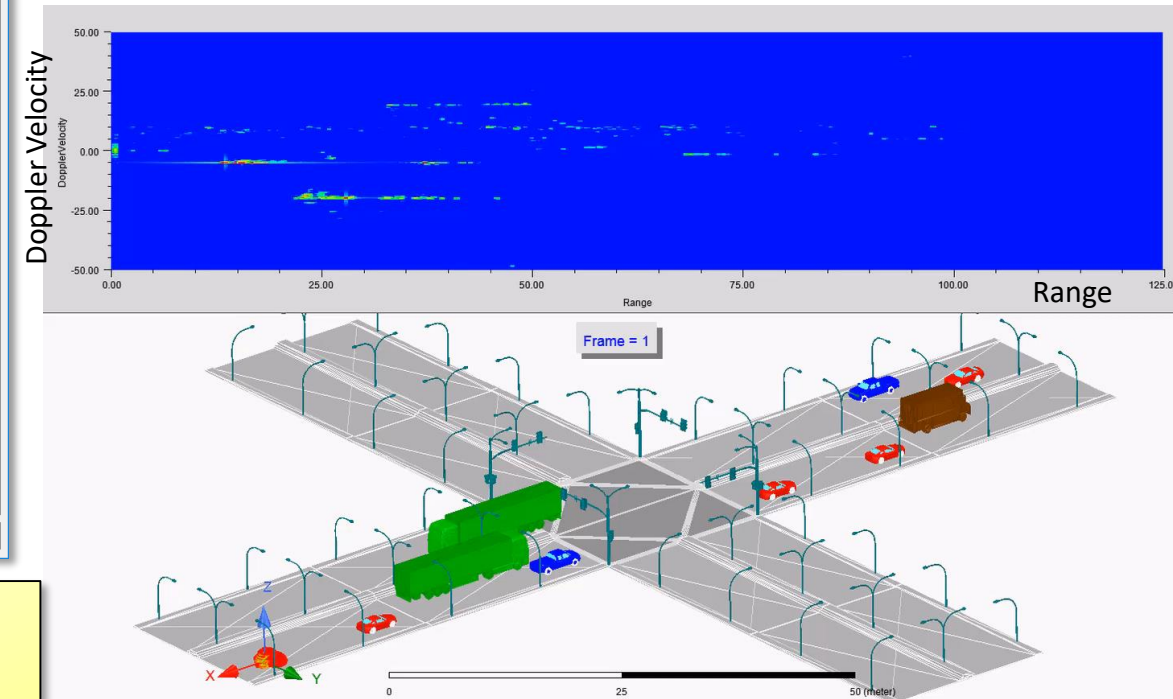 Doppler Velocity
DopplerVelocity
50.00
25.00
0.00
-25.00
-50.00
0.00
25.00
50.00
75.00
100.00
125.0
Range
Range
Frame = 1
Z
X
Y
0
25
50 (meter)